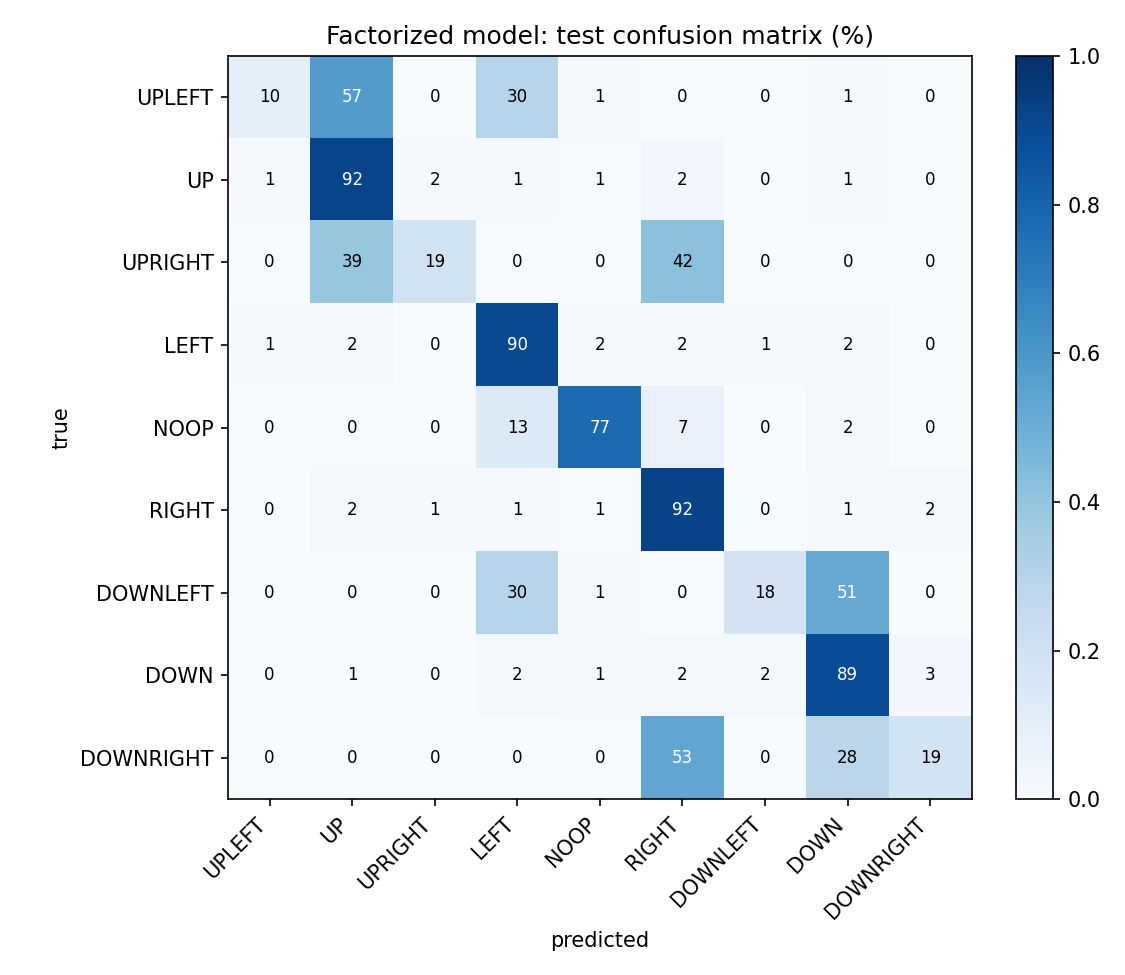 Factorized model: test confusion matrix (%)
UPLEFT 10 57 0 30 1 0 0 1 0
UP 1 92 2 1 1 2 0 1 0
UPRIGHT 0 39 19 0 0 42 0 0 0
LEFT 1 2 0 90 2 2 1 2 0
NOOP 0 0 0 13 77 7 0 2 0
RIGHT 0 2 1 1 1 92 0 1 2
DOWNLEFT 0 0 0 30 1 0 18 51 0
DOWN 0 1 0 2 1 2 2 89 3
DOWNRIGHT 0 0 0 0 0 53 0 28 19
true
UPLEFT UP UPRIGHT LEFT NOOP RIGHT DOWNLEFT DOWN DOWNRIGHT
predicted
1.0
0.8
0.6
0.4
0.2
0.0